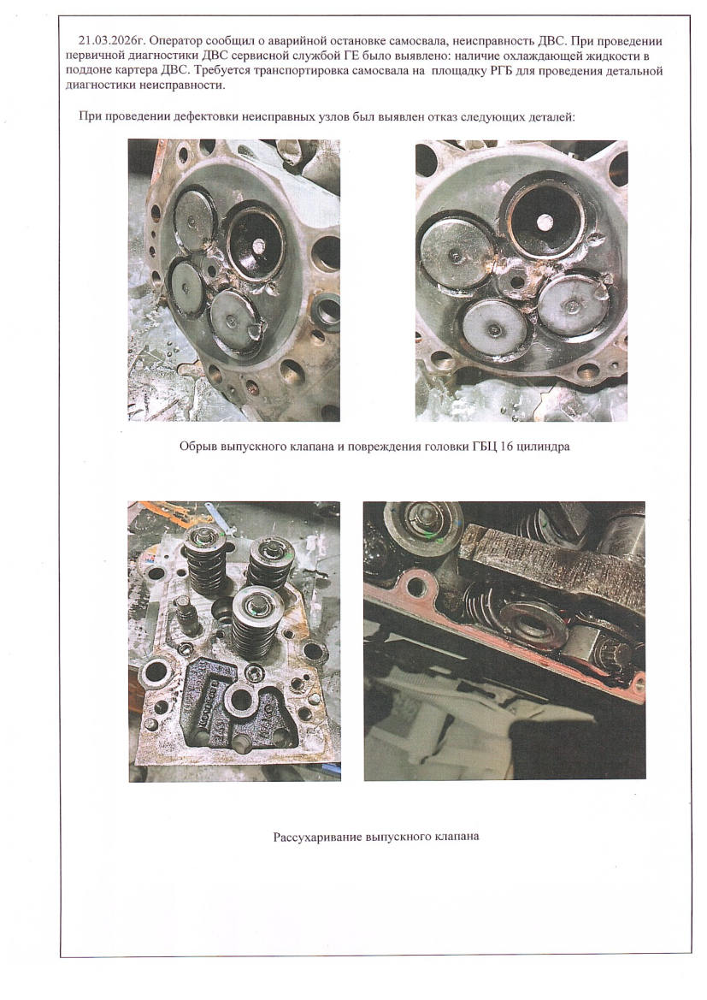 21.03.2026г. Оператор сообщил о аварийной остановке самосвала, неисправность ДВС. При проведении
первичной диагностики ДВС сервисной службой ГЕ было выявлено: наличие охлаждающей жидкости в
поддоне картера ДВС. Требуется транспортировка самосвала на площадку РГБ для проведения детальной
диагностики неисправности.
При проведении дефектовки неисправных узлов был выявлен отказ следующих деталей:
Обрыв выпускного клапана и повреждения головки ГБЦ 16 цилиндра
Рассухаривание выпускного клапана